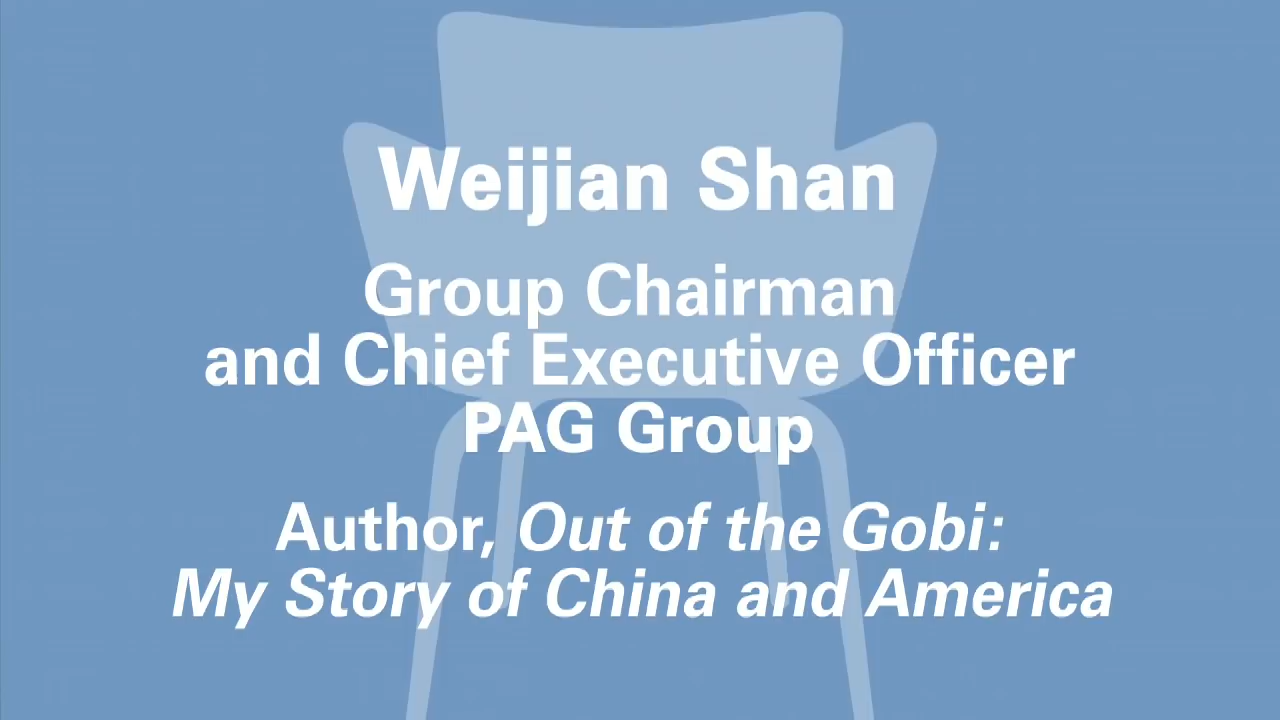 Weijian Shan
Group Chairman
and Chief Executive Officer
PAG Group
Author, Out of the Gobi:
My Story of China and America